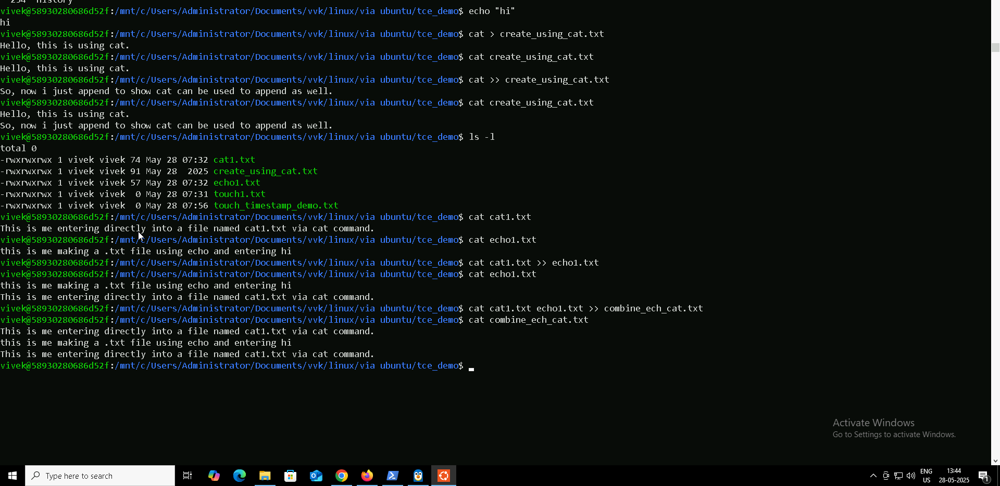 254  history
vivek@58930280686d52f:/mnt/c/Users/Administrator/Documents/vvk/linux/via ubuntu/tce_demo$ echo "hi"
hi
vivek@58930280686d52f:/mnt/c/Users/Administrator/Documents/vvk/linux/via ubuntu/tce_demo$ cat > create_using_cat.txt
Hello, this is using cat.
vivek@58930280686d52f:/mnt/c/Users/Administrator/Documents/vvk/linux/via ubuntu/tce_demo$ cat create_using_cat.txt
Hello, this is using cat.
vivek@58930280686d52f:/mnt/c/Users/Administrator/Documents/vvk/linux/via ubuntu/tce_demo$ cat >> create_using_cat.txt
So, now i just append to show cat can be used to append as well.
vivek@58930280686d52f:/mnt/c/Users/Administrator/Documents/vvk/linux/via ubuntu/tce_demo$ cat create_using_cat.txt
Hello, this is using cat.
So, now i just append to show cat can be used to append as well.
vivek@58930280686d52f:/mnt/c/Users/Administrator/Documents/vvk/linux/via ubuntu/tce_demo$ ls -l
total 0
-rwxrwxrwx 1 vivek vivek 74 May 28 07:32 cat1.txt
-rwxrwxrwx 1 vivek vivek 91 May 28  2025 create_using_cat.txt
-rwxrwxrwx 1 vivek vivek 57 May 28 07:32 echo1.txt
-rwxrwxrwx 1 vivek vivek  0 May 28 07:31 touch1.txt
-rwxrwxrwx 1 vivek vivek  0 May 28 07:56 touch_timestamp_demo.txt
vivek@58930280686d52f:/mnt/c/Users/Administrator/Documents/vvk/linux/via ubuntu/tce_demo$ cat cat1.txt
This is me entering directly into a file named cat1.txt via cat command.
vivek@58930280686d52f:/mnt/c/Users/Administrator/Documents/vvk/linux/via ubuntu/tce_demo$ cat echo1.txt
this is me making a .txt file using echo and entering hi
vivek@58930280686d52f:/mnt/c/Users/Administrator/Documents/vvk/linux/via ubuntu/tce_demo$ cat cat1.txt >> echo1.txt
vivek@58930280686d52f:/mnt/c/Users/Administrator/Documents/vvk/linux/via ubuntu/tce_demo$ cat echo1.txt
this is me making a .txt file using echo and entering hi
This is me entering directly into a file named cat1.txt via cat command.
vivek@58930280686d52f:/mnt/c/Users/Administrator/Documents/vvk/linux/via ubuntu/tce_demo$ cat cat1.txt echo1.txt >> combine_ech_cat.txt
vivek@58930280686d52f:/mnt/c/Users/Administrator/Documents/vvk/linux/via ubuntu/tce_demo$ cat combine_ech_cat.txt
This is me entering directly into a file named cat1.txt via cat command.
this is me making a .txt file using echo and entering hi
This is me entering directly into a file named cat1.txt via cat command.
vivek@58930280686d52f:/mnt/c/Users/Administrator/Documents/vvk/linux/via ubuntu/tce_demo$
Activate Windows
Go to Settings to activate Windows.
Type here to search
ENG
US
13:44
28-05-2025
1